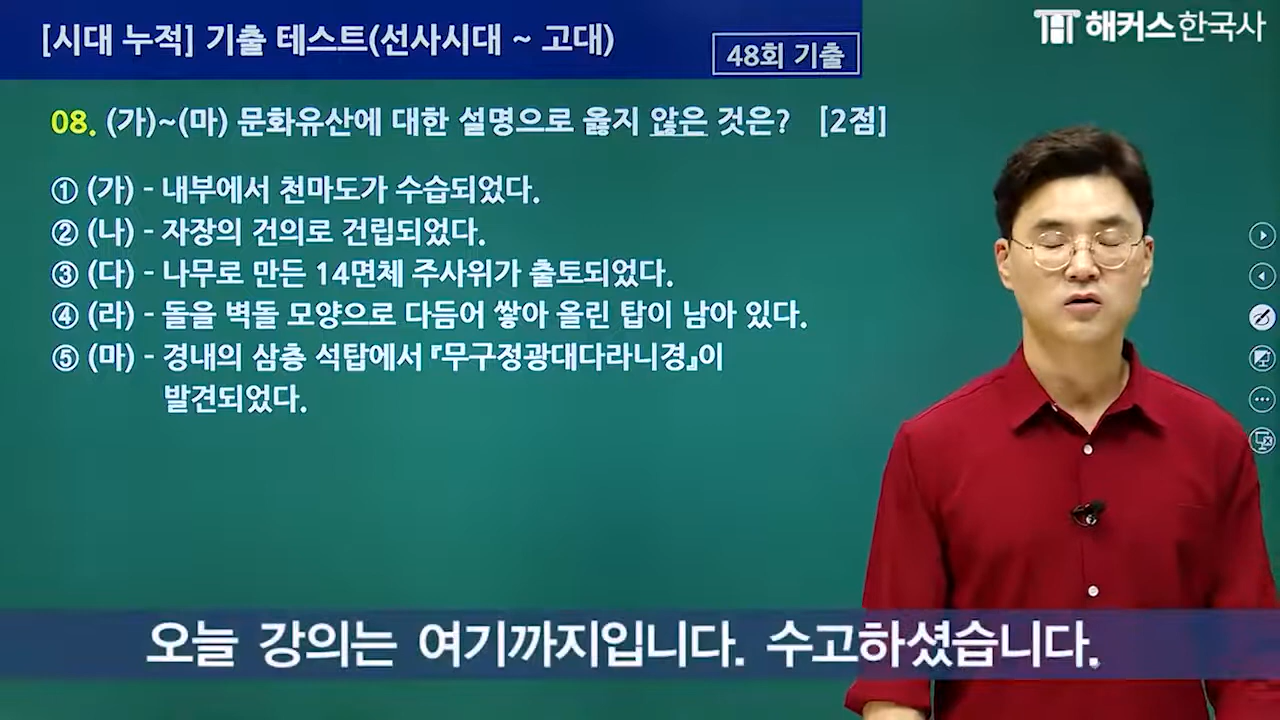 [시대 누적] 기출 테스트(선사시대 ~ 고대)
48회 기출
해커스한국사
08. (가)~(마) 문화유산에 대한 설명으로 옳지 않은 것은? [2점]
① (가) - 내부에서 천마도가 수습되었다.
② (나) - 자장의 건의로 건립되었다.
③ (다) - 나무로 만든 14면체 주사위가 출토되었다.
④ (라) - 돌을 벽돌 모양으로 다듬어 쌓아 올린 탑이 남아 있다.
⑤ (마) - 경내의 삼층 석탑에서 『무구정광대다라니경』이
발견되었다.
오늘 강의는 여기까지입니다. 수고하셨습니다.